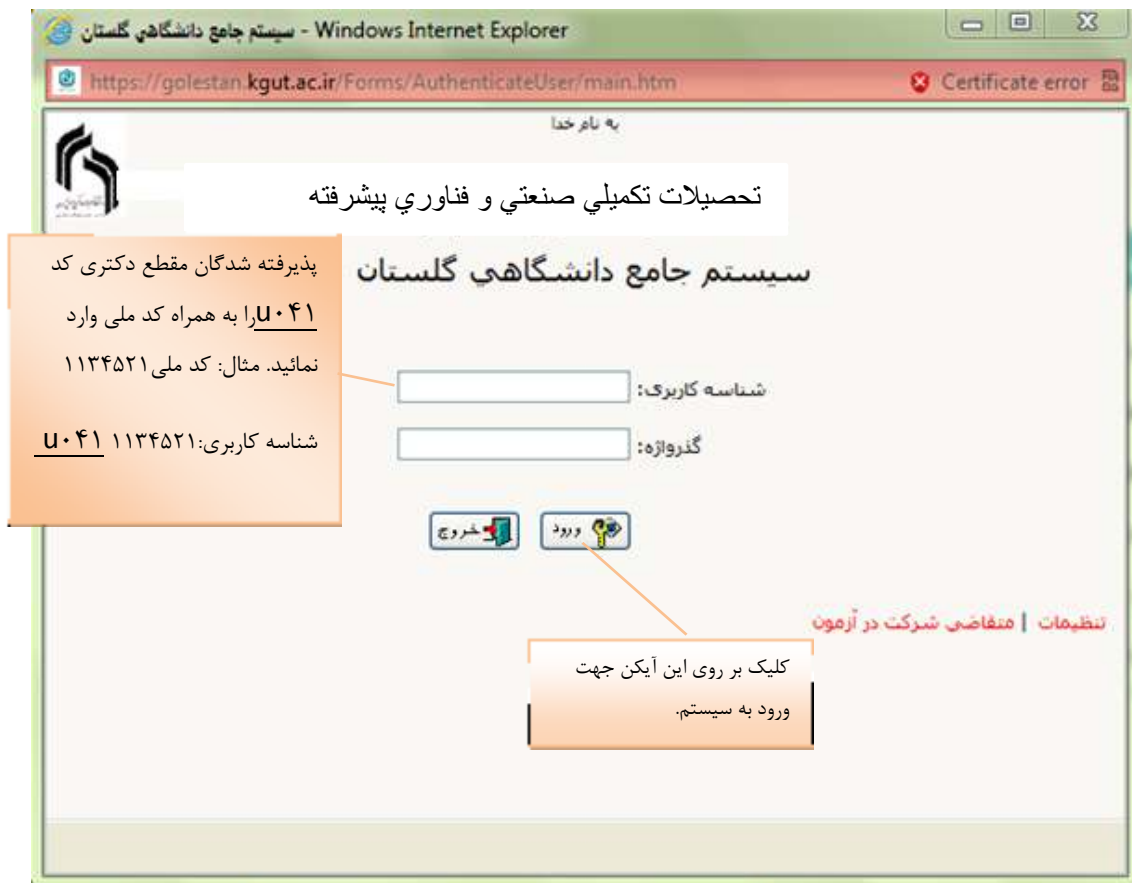 سيستم جامع دانشگاهي گلستان - Windows Internet Explorer
https://golestan.kgut.ac.ir/Forms/AuthenticateUser/main.htm
Certificate error
به نام خدا
تحصيلات تكميلي صنعتي و فناوري پيشرفته
سيستم جامع دانشگاهي گلستان
پذیرفته شدگان مقطع دکتری کد
u۰۴۱را به همراه کد ملی وارد
نمائید. مثال: کد ملی۱۱۳۴۵۲۱
شناسه کاربری:۱۱۳۴۵۲۱ u۰۴۱
شناسه کاربری:
گذرواژه:
ورود
خروج
تنظیمات | متقاضی شرکت در آزمون
کلیک بر روی این آیکن جهت
ورود به سیستم.